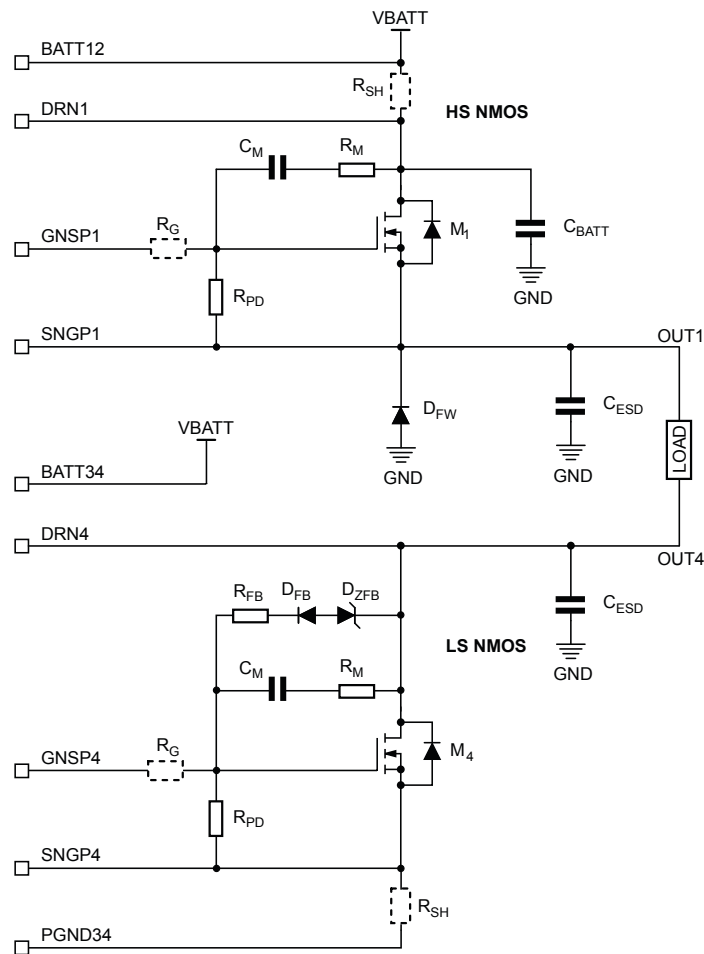 VBATT
BATT12
RSH
DRN1
HS NMOS
CM
RM
GNSP1
RG
M1
CBATT
RPD
GND
SNGP1
OUT1
DFW
CESD
VBATT
LOAD
GND
GND
BATT34
DRN4
OUT4
RFB
DFB
DZFB
CESD
LS NMOS
CM
RM
GND
GNSP4
RG
M4
RPD
SNGP4
RSH
PGND34